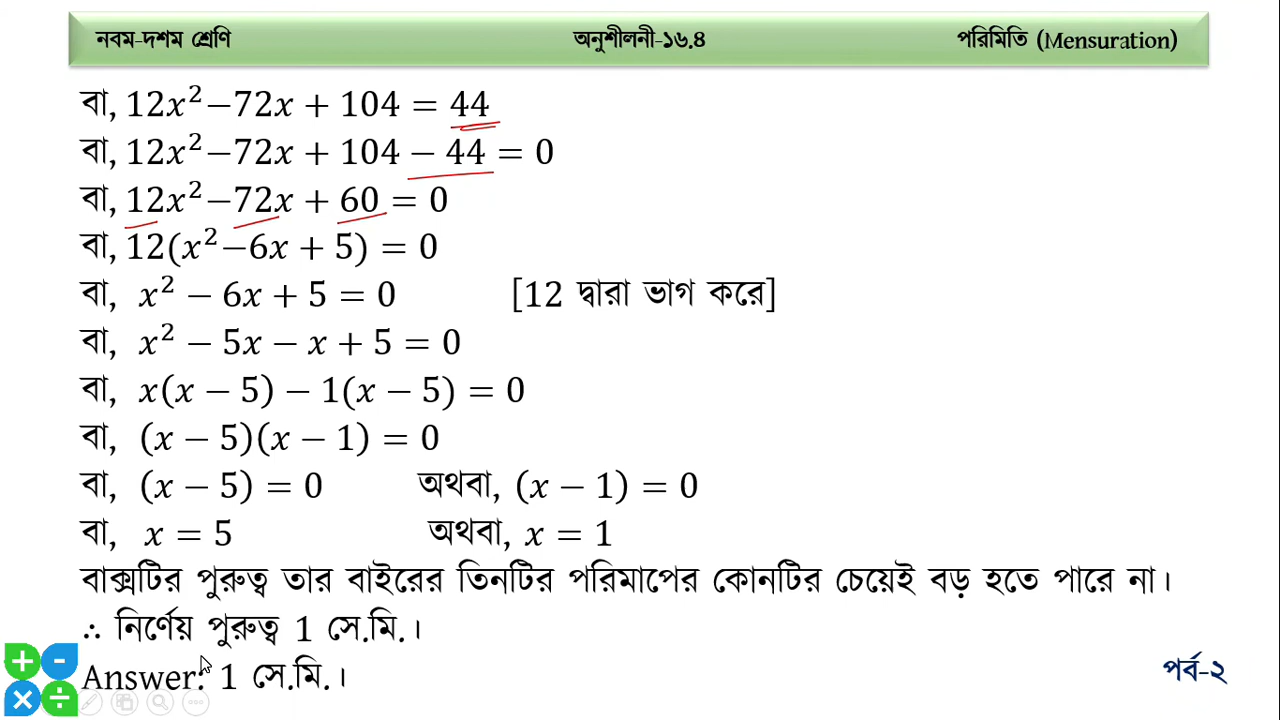 নবম-দশম শ্রেণি অনুশীলনী-১৬.৪ পরিমিতি (Mensuration)
বা, 12x² − 72x + 104 = 44
বা, 12x² − 72x + 104 − 44 = 0
বা, 12x² − 72x + 60 = 0
বা, 12(x² − 6x + 5) = 0
বা, x² − 6x + 5 = 0 [12 দ্বারা ভাগ করে]
বা, x² − 5x − x + 5 = 0
বা, x(x − 5) − 1(x − 5) = 0
বা, (x − 5)(x − 1) = 0
বা, (x − 5) = 0 অথবা, (x − 1) = 0
বা, x = 5 অথবা, x = 1
বাক্সটির পুরুত্ব তার বাইরের তিনটির পরিমাপের কোনটির চেয়েই বড় হতে পারে না।
∴ নির্ণেয় পুরুত্ব 1 সে.মি.।
Answer: 1 সে.মি.।
পর্ব-২